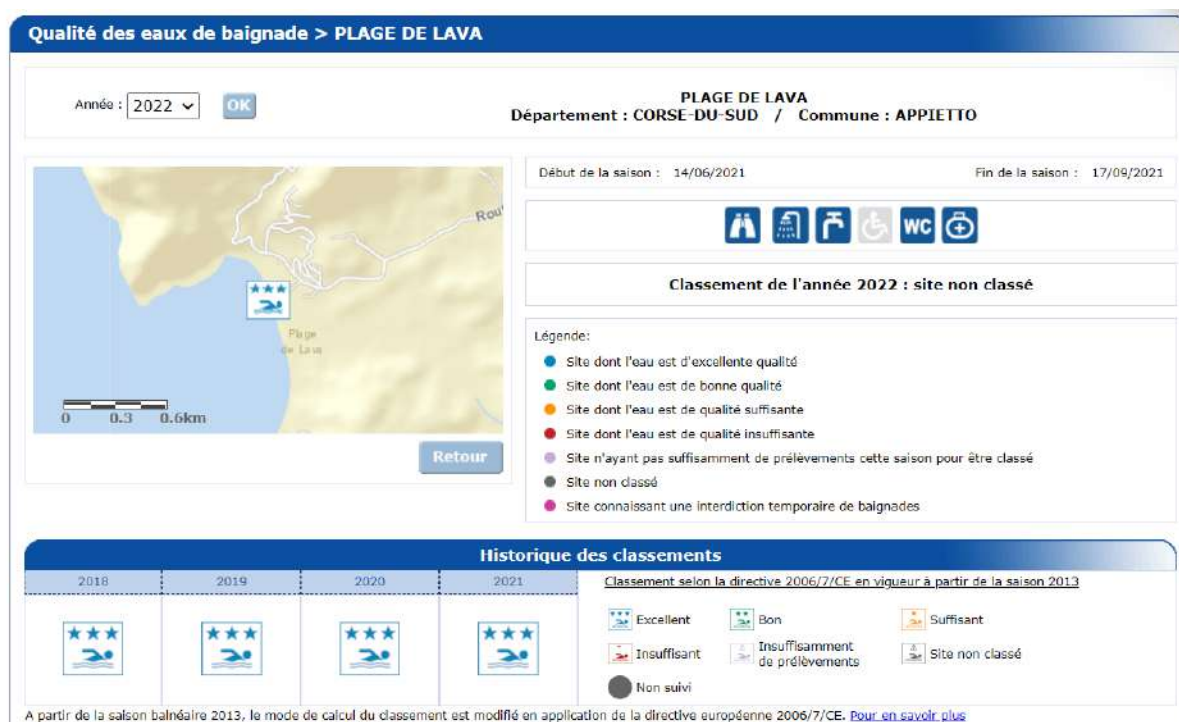 Qualité des eaux de baignade > PLAGE DE LAVA
Année : 2022 OK
PLAGE DE LAVA
Département : CORSE-DU-SUD / Commune : APPIETTO
Début de la saison : 14/06/2021 Fin de la saison : 17/09/2021
Rou
Plage
de Lava
0 0.3 0.6km
Retour
WC
Classement de l'année 2022 : site non classé
Légende:
Site dont l'eau est d'excellente qualité
Site dont l'eau est de bonne qualité
Site dont l'eau est de qualité suffisante
Site dont l'eau est de qualité insuffisante
Site n'ayant pas suffisamment de prélèvements cette saison pour être classé
Site non classé
Site connaissant une interdiction temporaire de baignades
Historique des classements
2018 2019 2020 2021
Classement selon la directive 2006/7/CE en vigueur à partir de la saison 2013
Excellent Bon Suffisant
Insuffisant Insuffisamment de prélèvements Site non classé
Non suivi
A partir de la saison balnéaire 2013, le mode de calcul du classement est modifié en application de la directive européenne 2006/7/CE. Pour en savoir plus